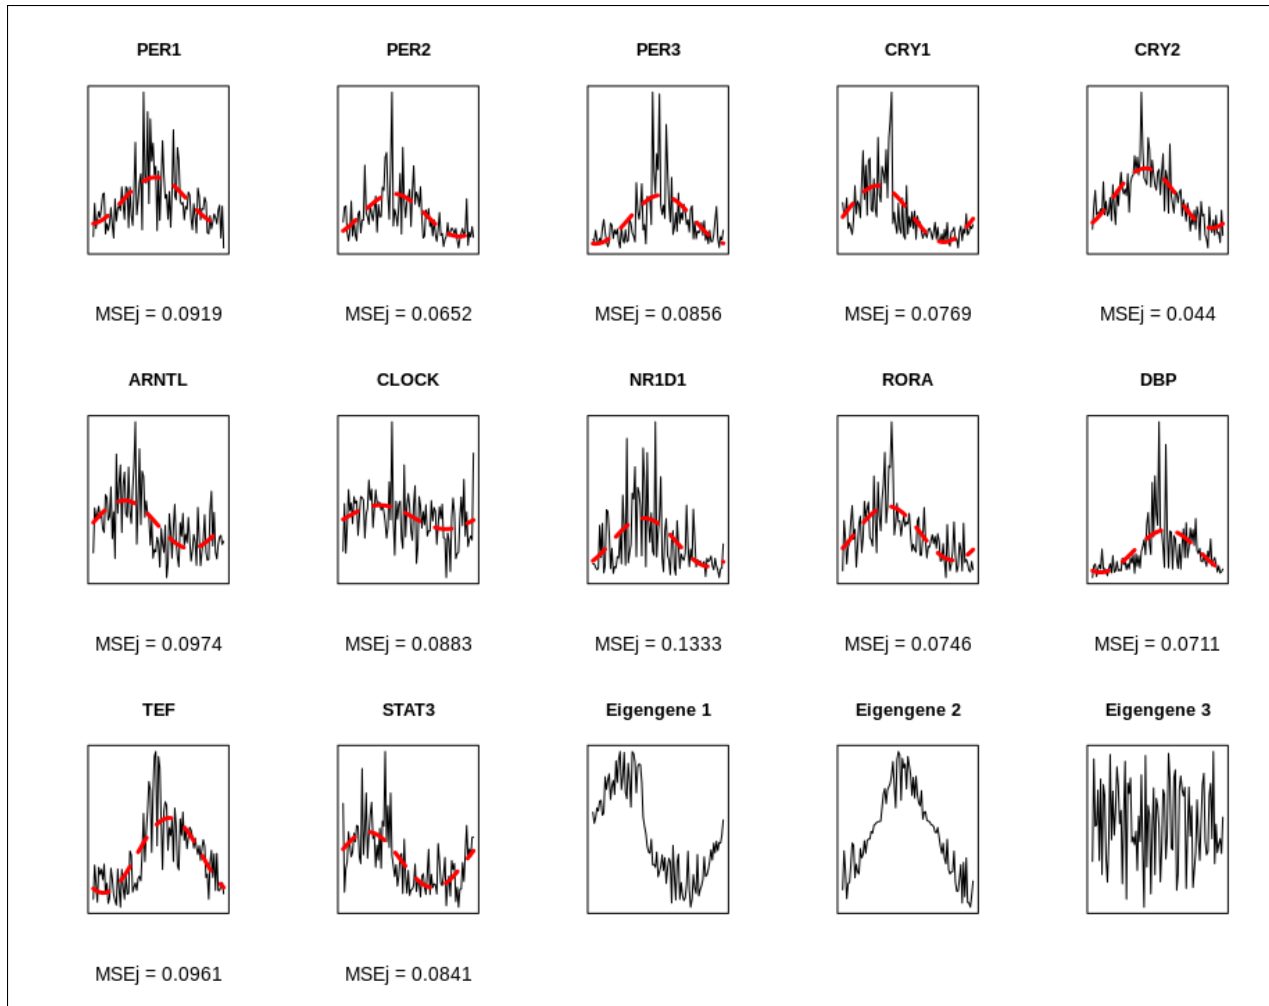 PER1 PER2 PER3 CRY1 CRY2
MSEj = 0.0919 MSEj = 0.0652 MSEj = 0.0856 MSEj = 0.0769 MSEj = 0.044
ARNTL CLOCK NR1D1 RORA DBP
MSEj = 0.0974 MSEj = 0.0883 MSEj = 0.1333 MSEj = 0.0746 MSEj = 0.0711
TEF STAT3 Eigengene 1 Eigengene 2 Eigengene 3
MSEj = 0.0961 MSEj = 0.0841